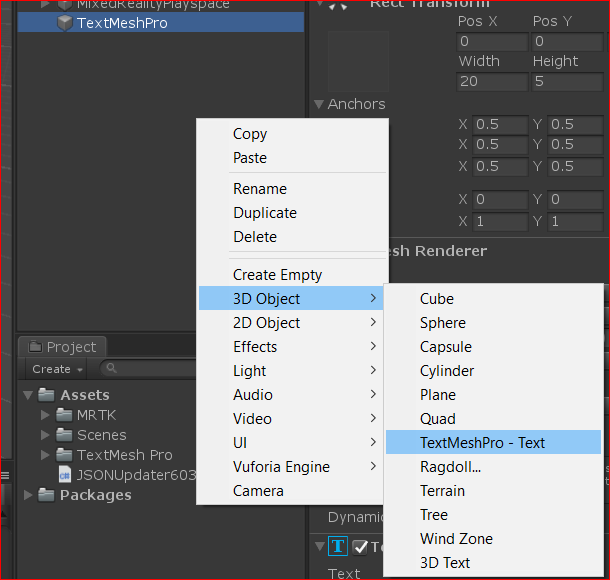 MixedRealityPlayspace
TextMeshPro
Rect Transform
Pos X Pos Y
0 0
Width Height
20 5
Anchors
X 0.5 Y 0.5
X 0.5 Y 0.5
X 0.5 Y 0.5
X 0 Y 0
X 1 Y 1
esh Renderer
Copy
Paste
Rename
Duplicate
Delete
Create Empty
3D Object
2D Object
Effects
Light
Audio
Video
UI
Vuforia Engine
Camera
Cube
Sphere
Capsule
Cylinder
Plane
Quad
TextMeshPro - Text
Ragdoll...
Terrain
Tree
Wind Zone
3D Text
Project
Create
Assets
MRTK
Scenes
TextMesh Pro
JSONUpdater603
Packages
Dynamic
T Te
Text